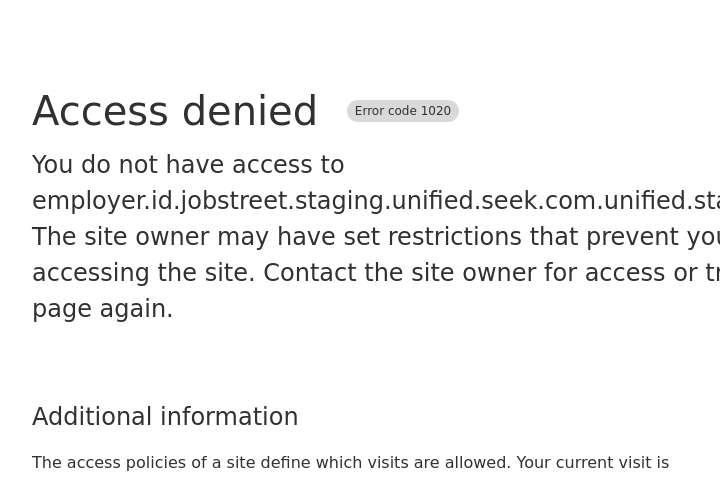 Access denied Error code 1020
You do not have access to
employer.id.jobstreet.staging.unified.seek.com.unified.sta
The site owner may have set restrictions that prevent you
accessing the site. Contact the site owner for access or tr
page again.
Additional information
The access policies of a site define which visits are allowed. Your current visit is